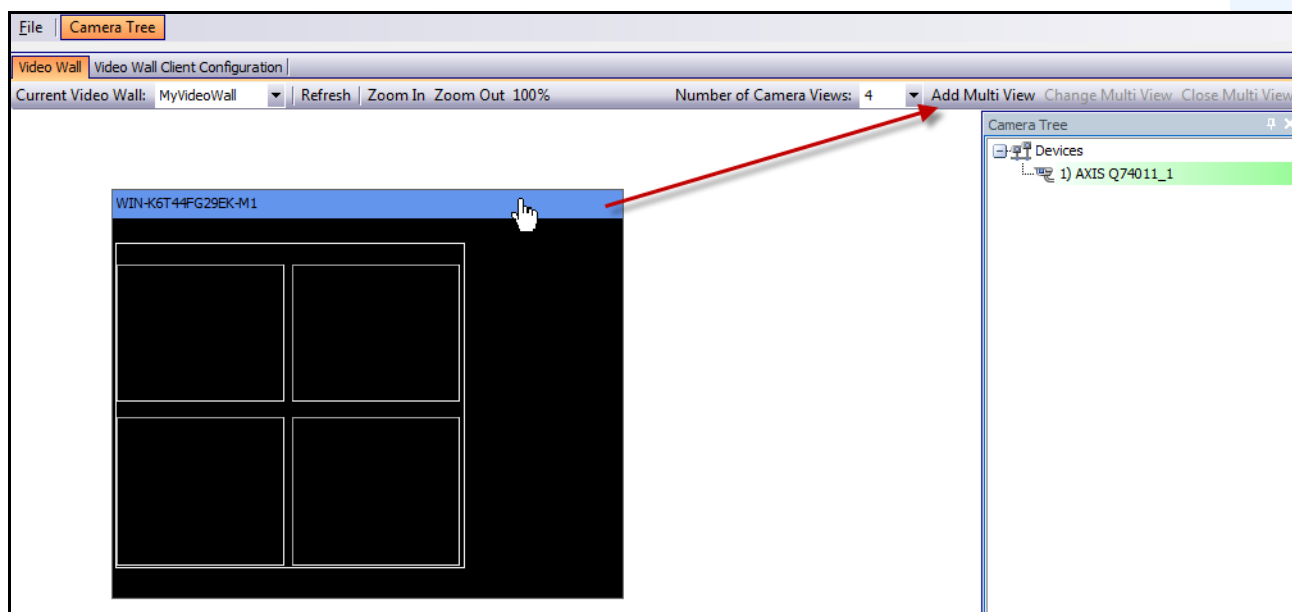 File Camera Tree
Video Wall Video Wall Client Configuration
Current Video Wall: MyVideoWall Refresh Zoom In Zoom Out 100% Number of Camera Views: 4 Add Multi View Change Multi View Close Multi View
Camera Tree
Devices
1) AXIS Q74011_1
WIN-K6T44FG29EK-M1